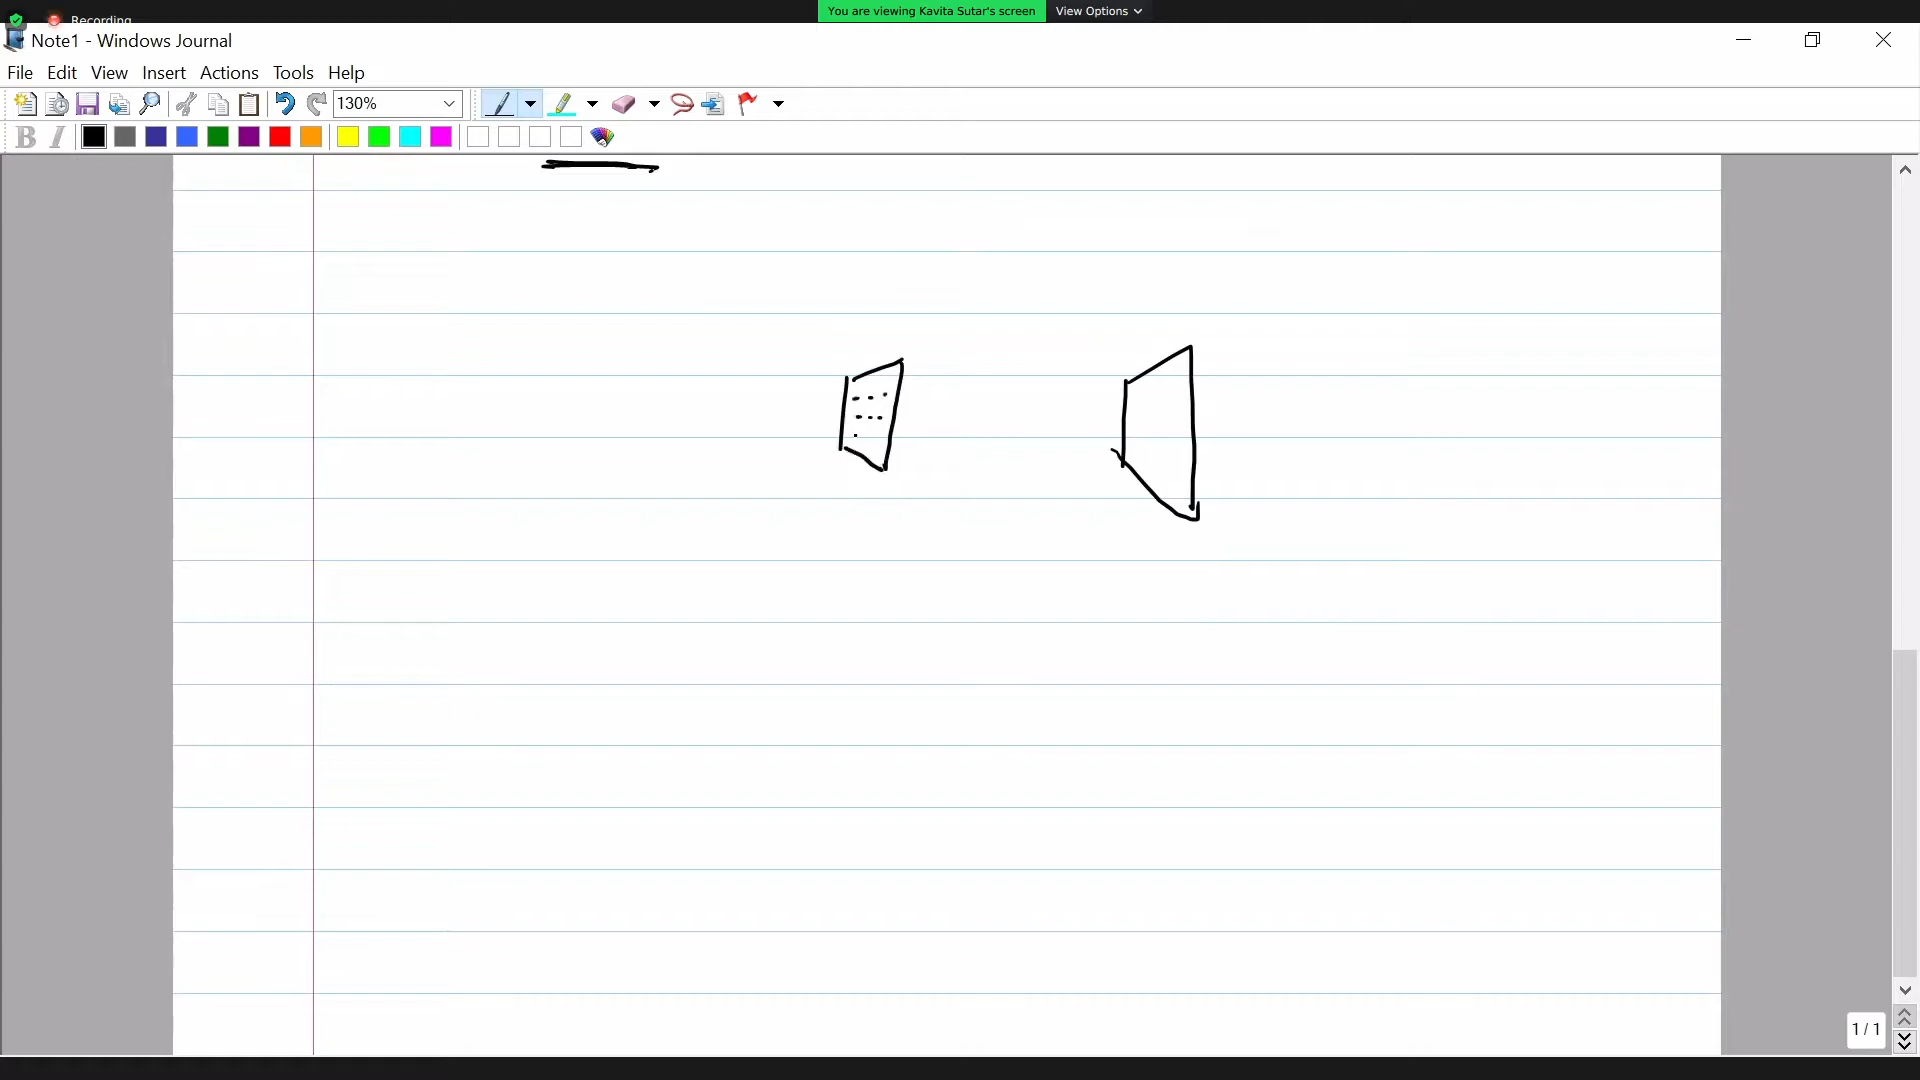 Recording
You are viewing Kavita Sutar's screen View Options
Note1 - Windows Journal
File Edit View Insert Actions Tools Help
130%
B I
1 / 1